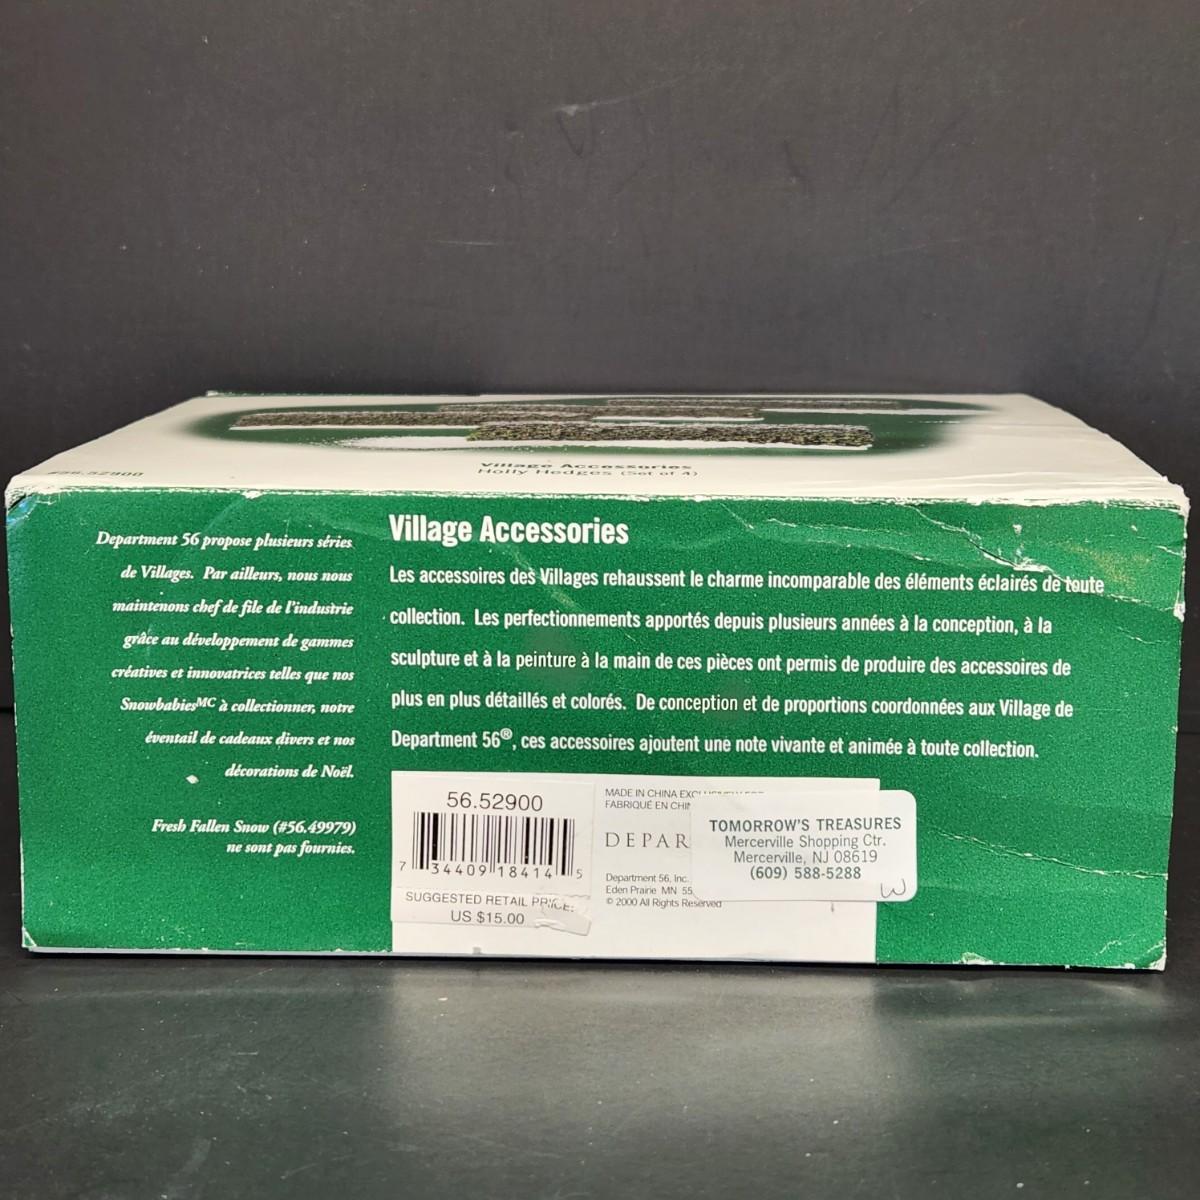 #56.52900
Village Accessories
Holly Hedges (Set of 4)
Department 56 propose plusieurs séries
de Villages. Par ailleurs, nous nous
maintenons chef de file de l'industrie
grâce au développement de gammes
créatives et innovatrices telles que nos
SnowbabiesMC à collectionner, notre
éventail de cadeaux divers et nos
décorations de Noël.
Fresh Fallen Snow (#56.49979)
ne sont pas fournies.
Village Accessories
Les accessoires des Villages rehaussent le charme incomparable des éléments éclairés de toute
collection. Les perfectionnements apportés depuis plusieurs années à la conception, à la
sculpture et à la peinture à la main de ces pièces ont permis de produire des accessoires de
plus en plus détaillés et colorés. De conception et de proportions coordonnées aux Village de
Department 56®, ces accessoires ajoutent une note vivante et animée à toute collection.
56.52900
7 34409 18414 5
SUGGESTED RETAIL PRICE:
US $15.00
MADE IN CHINA EXCLUSIVELY FOR
FABRIQUÉ EN CHIN
DEPAR
Department 56, Inc.
Eden Prairie MN 55
© 2000 All Rights Reserved
TOMORROW'S TREASURES
Mercerville Shopping Ctr.
Mercerville, NJ 08619
(609) 588-5288
W